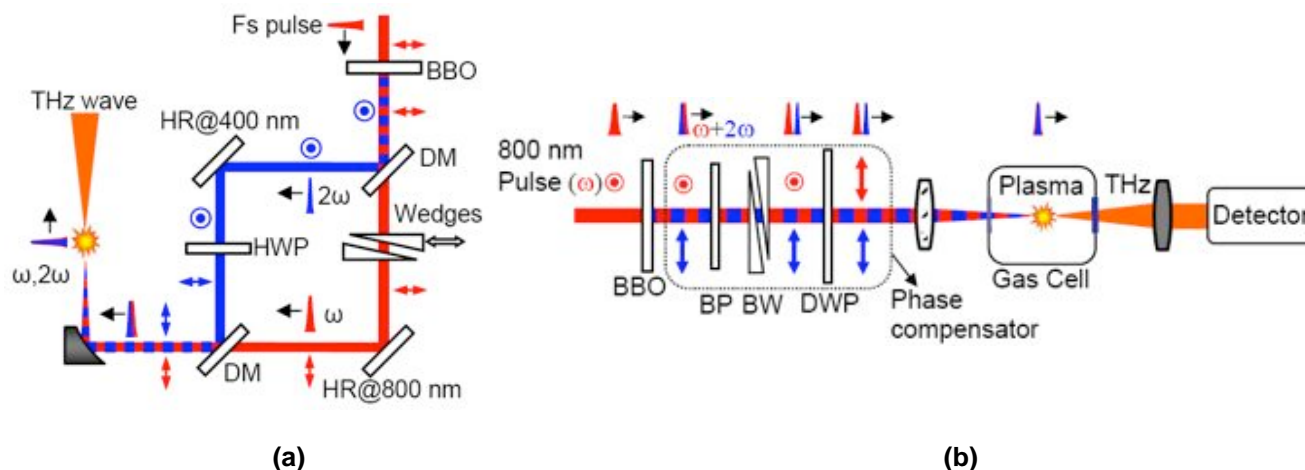 Fs pulse
BBO
THz wave
HR@400 nm
DM
2ω
Wedges
HWP
ω,2ω
ω
DM
HR@800 nm
(a)
ω+2ω
800 nm
Pulse (ω)
Plasma
THz
Detector
BBO
BP
BW
DWP
Gas Cell
Phase
compensator
(b)